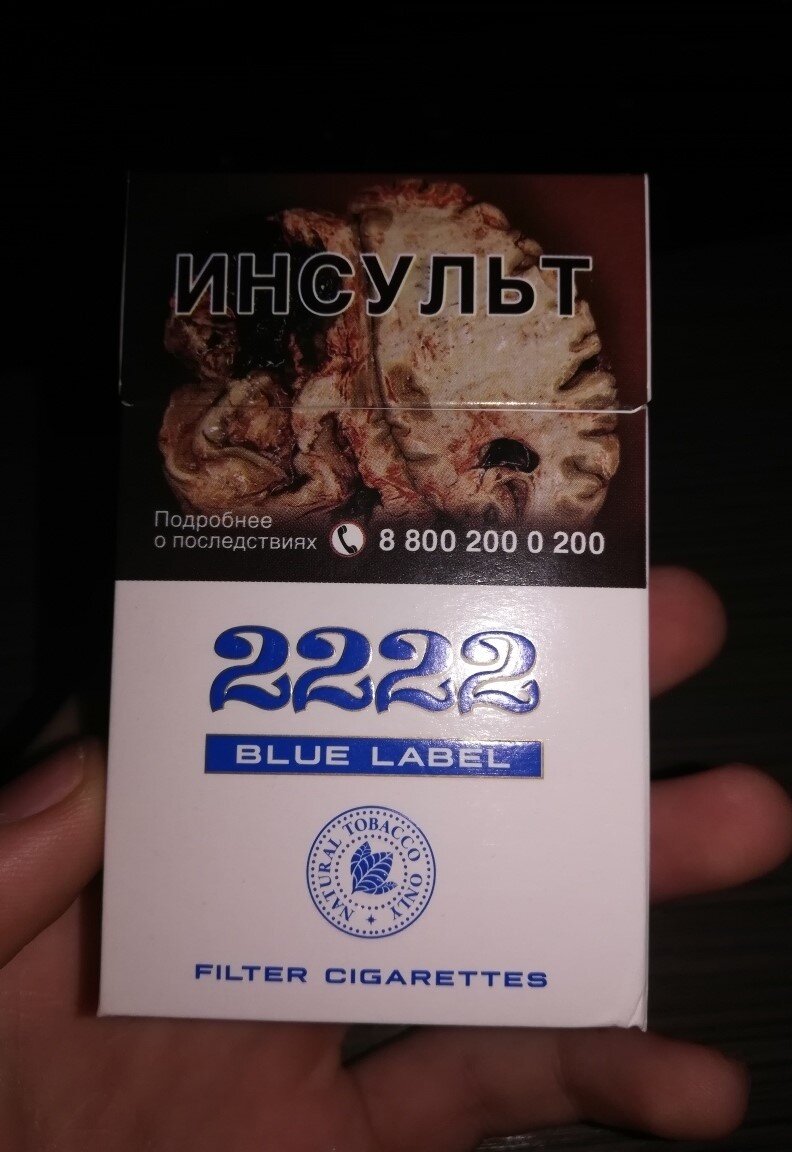 ИНСУЛЬТ
Подробнее
о последствиях 8 800 200 0 200
2222
BLUE LABEL
NATURAL TOBACCO ONLY
FILTER CIGARETTES